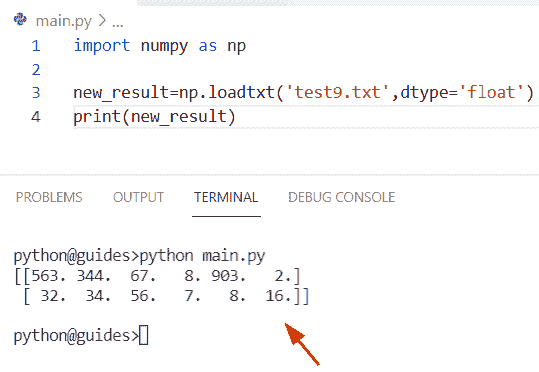 main.py > ...
1 import numpy as np
2
3 new_result=np.loadtxt('test9.txt',dtype='float')
4 print(new_result)
PROBLEMS OUTPUT TERMINAL DEBUG CONSOLE
python@guides>python main.py
[[563. 344.  67.   8. 903.   2.]
 [ 32.  34.  56.   7.   8.  16.]]
python@guides>